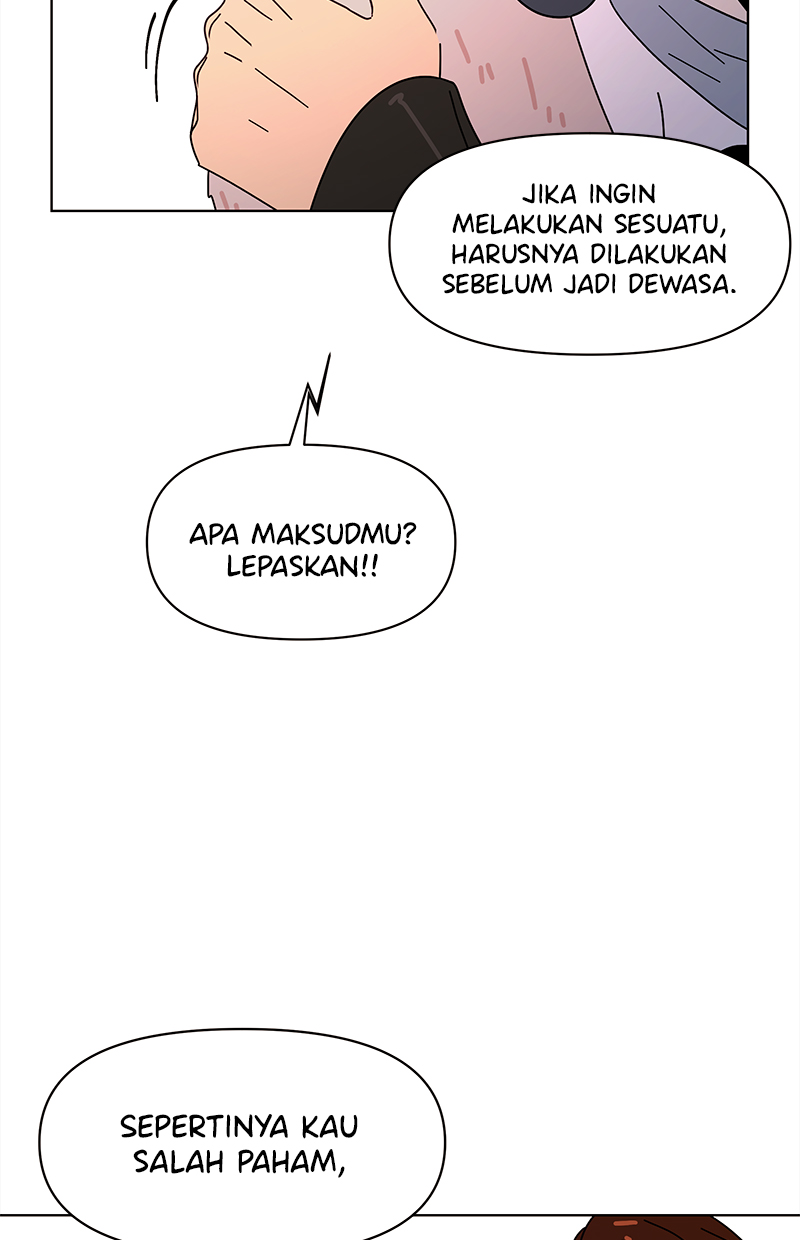 JIKA INGIN
MELAKUKAN SESUATU,
HARUSNYA DILAKUKAN
SEBELUM JADI DEWASA.
APA MAKSUDMU?
LEPASKAN!!
SEPERTINYA KAU
SALAH PAHAM,